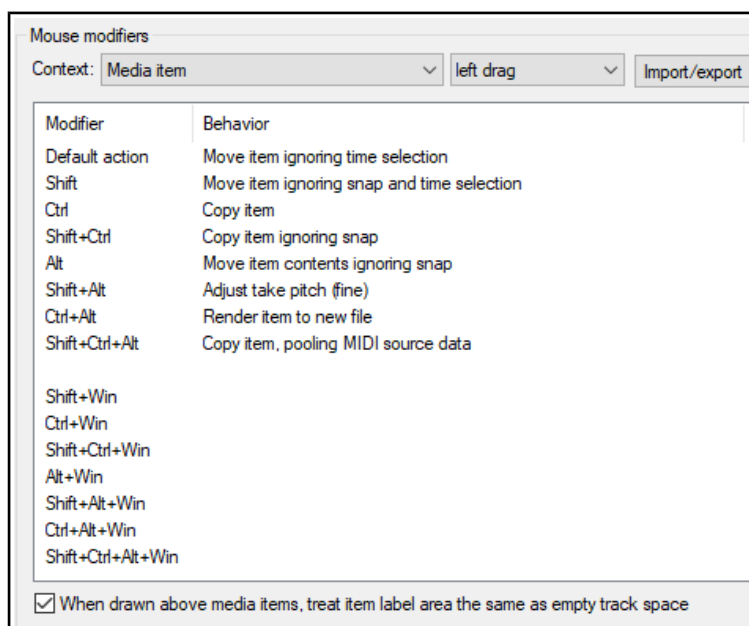 Mouse modifiers
Context: Media item left drag Import/export
Modifier Behavior
Default action Move item ignoring time selection
Shift Move item ignoring snap and time selection
Ctrl Copy item
Shift+Ctrl Copy item ignoring snap
Alt Move item contents ignoring snap
Shift+Alt Adjust take pitch (fine)
Ctrl+Alt Render item to new file
Shift+Ctrl+Alt Copy item, pooling MIDI source data
Shift+Win
Ctrl+Win
Shift+Ctrl+Win
Alt+Win
Shift+Alt+Win
Ctrl+Alt+Win
Shift+Ctrl+Alt+Win
When drawn above media items, treat item label area the same as empty track space